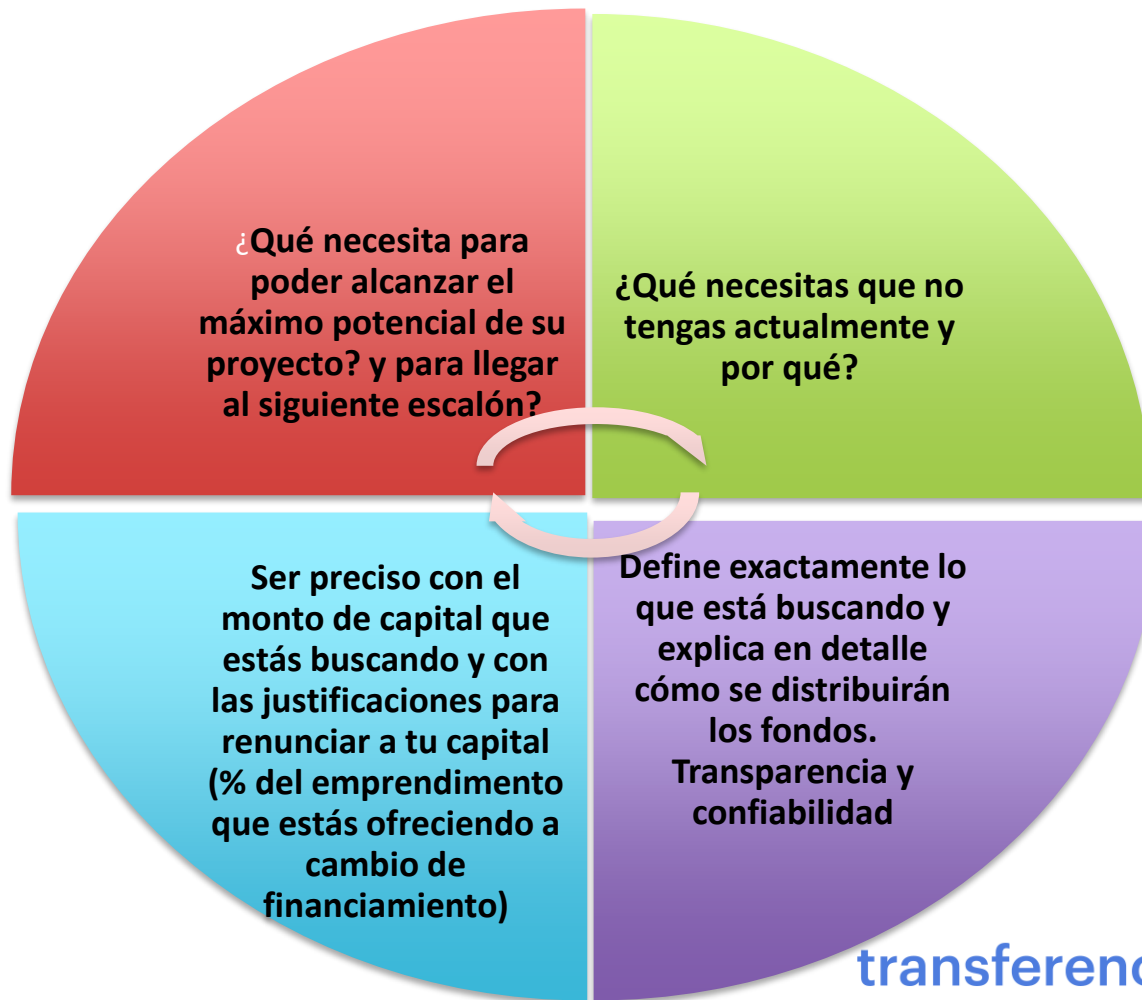 ¿Qué necesita para
poder alcanzar el
máximo potencial de su
proyecto? y para llegar
al siguiente escalón?
¿Qué necesitas que no
tengas actualmente y
por qué?
Ser preciso con el
monto de capital que
estás buscando y con
las justificaciones para
renunciar a tu capital
(% del emprendimento
que estás ofreciendo a
cambio de
financiamiento)
Define exactamente lo
que está buscando y
explica en detalle
cómo se distribuirán
los fondos.
Transparencia y
confiabilidad